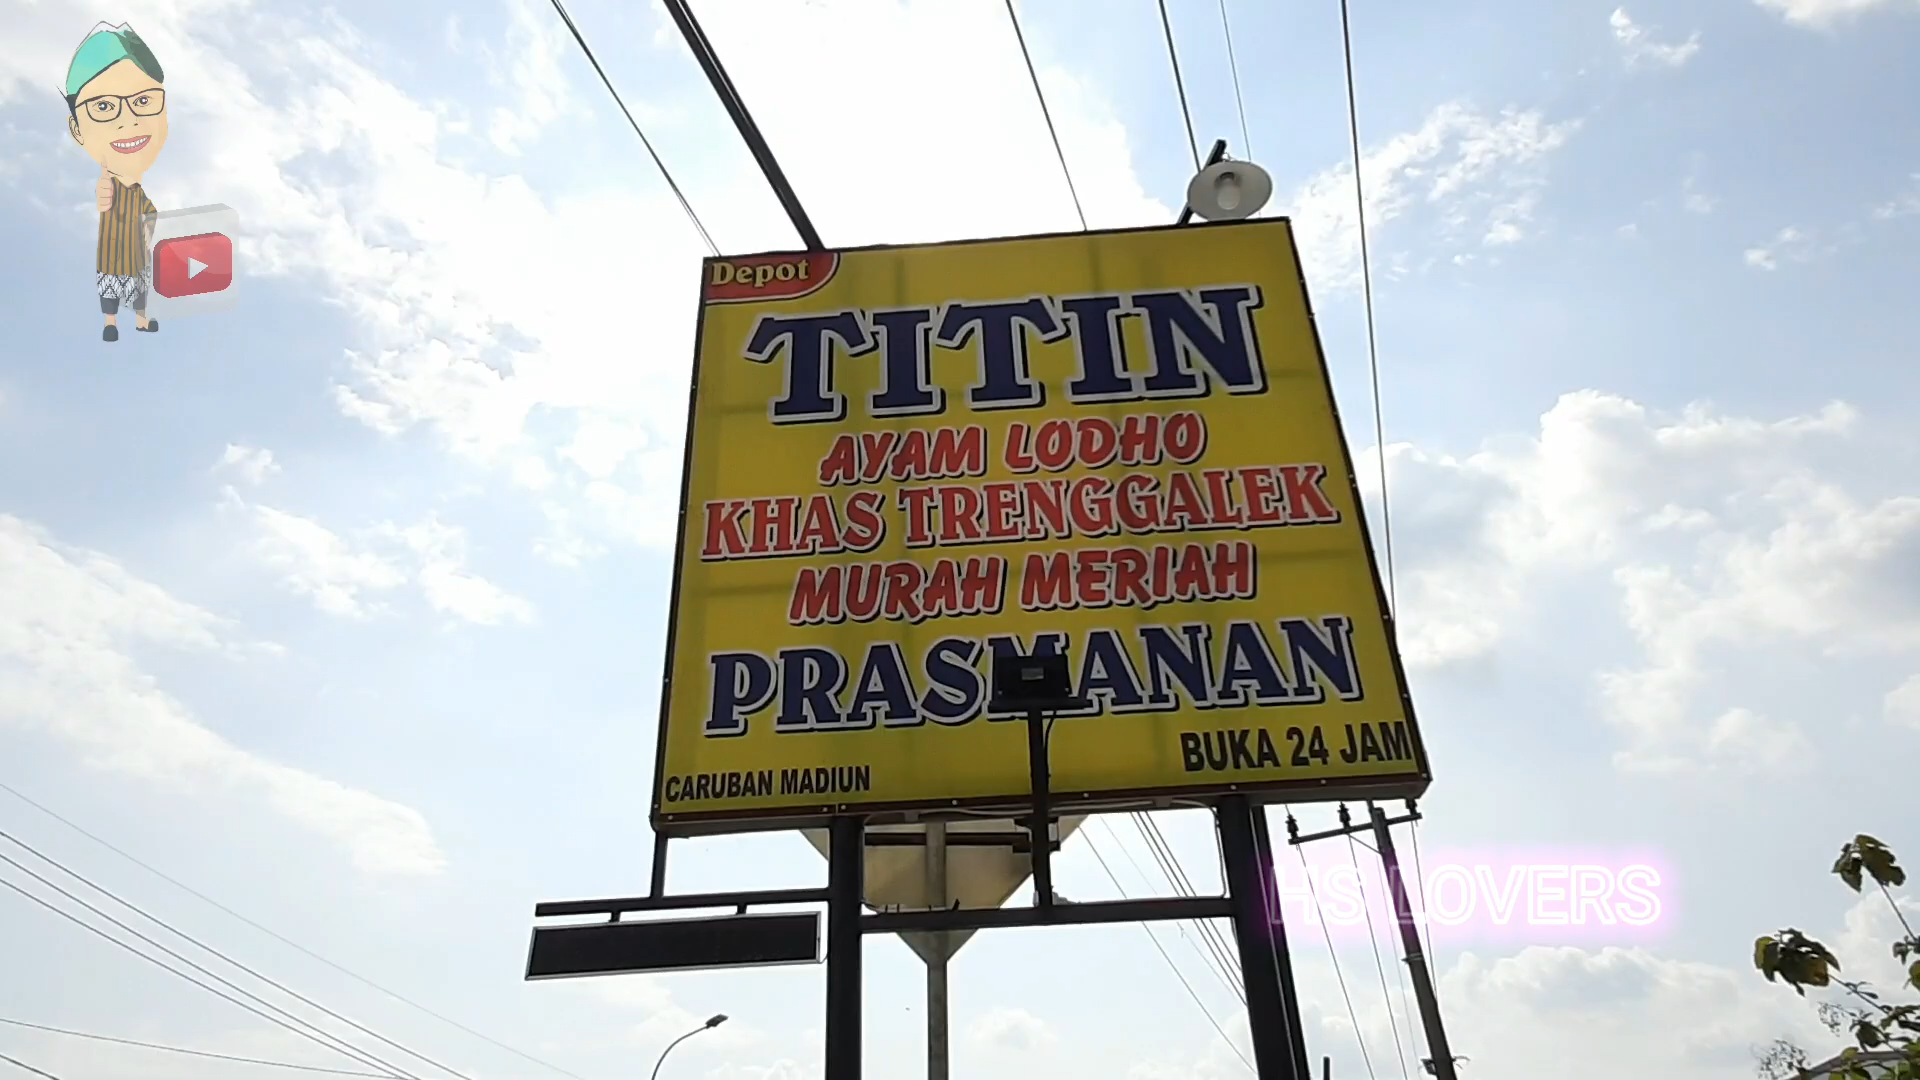 Depot
TITIN
AYAM LODHO
KHAS TRENGGALEK
MURAH MERIAH
PRASMANAN
BUKA 24 JAM
CARUBAN MADIUN
HS LOVERS